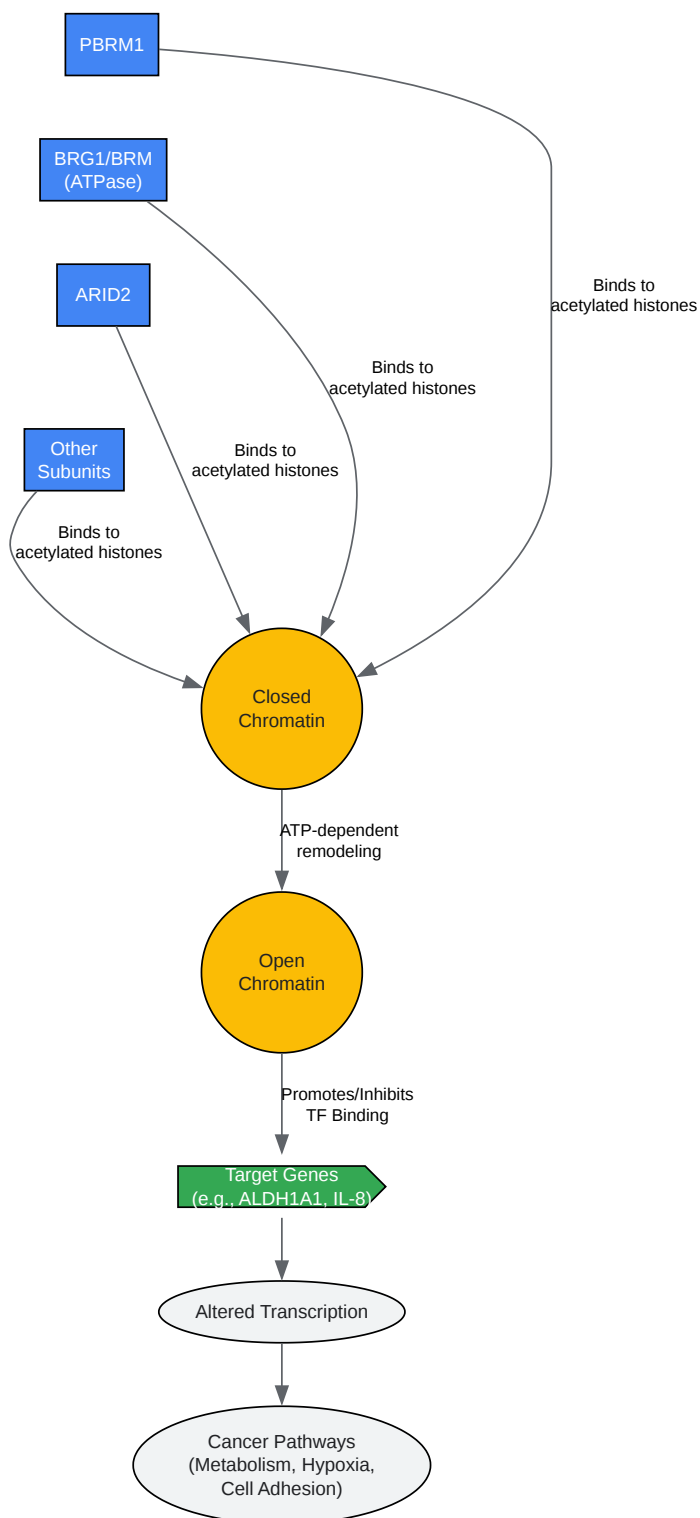 PBRM1
BRG1/BRM
(ATPase)
ARID2
Binds to
acetylated histones
Binds to
acetylated histones
Other
Subunits
Binds to
acetylated histones
Binds to
acetylated histones
Closed
Chromatin
ATP-dependent
remodeling
Open
Chromatin
Promotes/Inhibits
TF Binding
Target Genes
(e.g., ALDH1A1, IL-8)
Altered Transcription
Cancer Pathways
(Metabolism, Hypoxia,
Cell Adhesion)